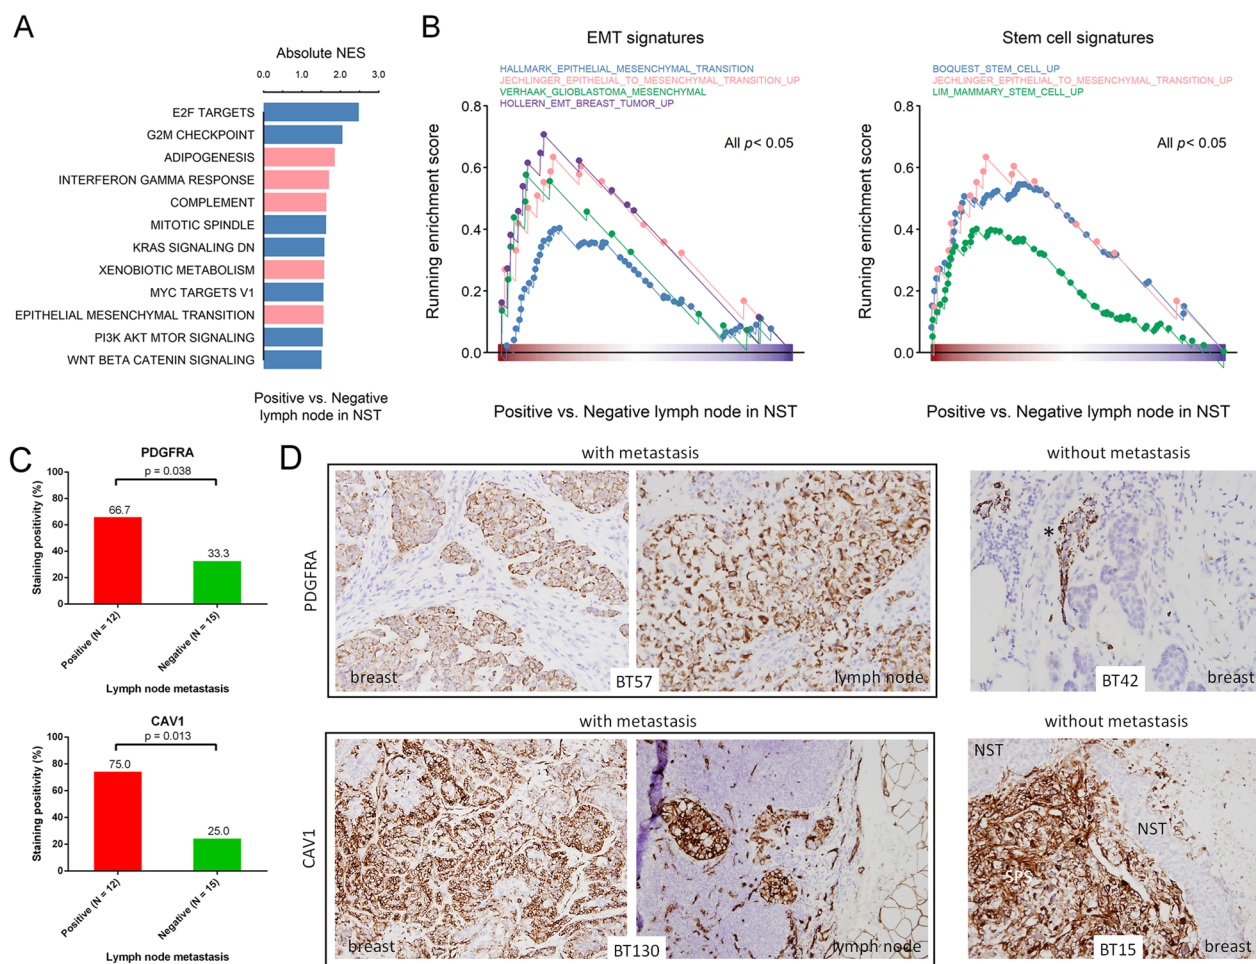 A
Absolute NES
0.0 1.0 2.0 3.0
E2F TARGETS
G2M CHECKPOINT
ADIPOGENESIS
INTERFERON GAMMA RESPONSE
COMPLEMENT
MITOTIC SPINDLE
KRAS SIGNALING DN
XENOBIOTIC METABOLISM
MYC TARGETS V1
EPITHELIAL MESENCHYMAL TRANSITION
PI3K AKT MTOR SIGNALING
WNT BETA CATENIN SIGNALING
Positive vs. Negative
lymph node in NST
B
EMT signatures
HALLMARK_EPITHELIAL_MESENCHYMAL_TRANSITION
JECHLINGER_EPITHELIAL_TO_MESENCHYMAL_TRANSITION_UP
VERHAAK_GLIOBLASTOMA_MESENCHYMAL
HOLLERN_EMT_BREAST_TUMOR_UP
All p< 0.05
Running enrichment score
0.8
0.6
0.4
0.2
0.0
Positive vs. Negative lymph node in NST
Stem cell signatures
BOQUEST_STEM_CELL_UP
JECHLINGER_EPITHELIAL_TO_MESENCHYMAL_TRANSITION_UP
LIM_MAMMARY_STEM_CELL_UP
All p< 0.05
Running enrichment score
0.8
0.6
0.4
0.2
0.0
Positive vs. Negative lymph node in NST
C
PDGFRA
p = 0.038
Staining positivity (%)
100
80
60
40
20
0
66.7
33.3
Positive (N = 12)
Negative (N = 15)
Lymph node metastasis
CAV1
p = 0.013
Staining positivity (%)
100
80
60
40
20
0
75.0
25.0
Positive (N = 12)
Negative (N = 15)
Lymph node metastasis
D
with metastasis
without metastasis
PDGFRA
*
breast
BT57
lymph node
BT42
breast
with metastasis
without metastasis
CAV1
NST
NST
SPS
breast
BT130
lymph node
BT15
breast